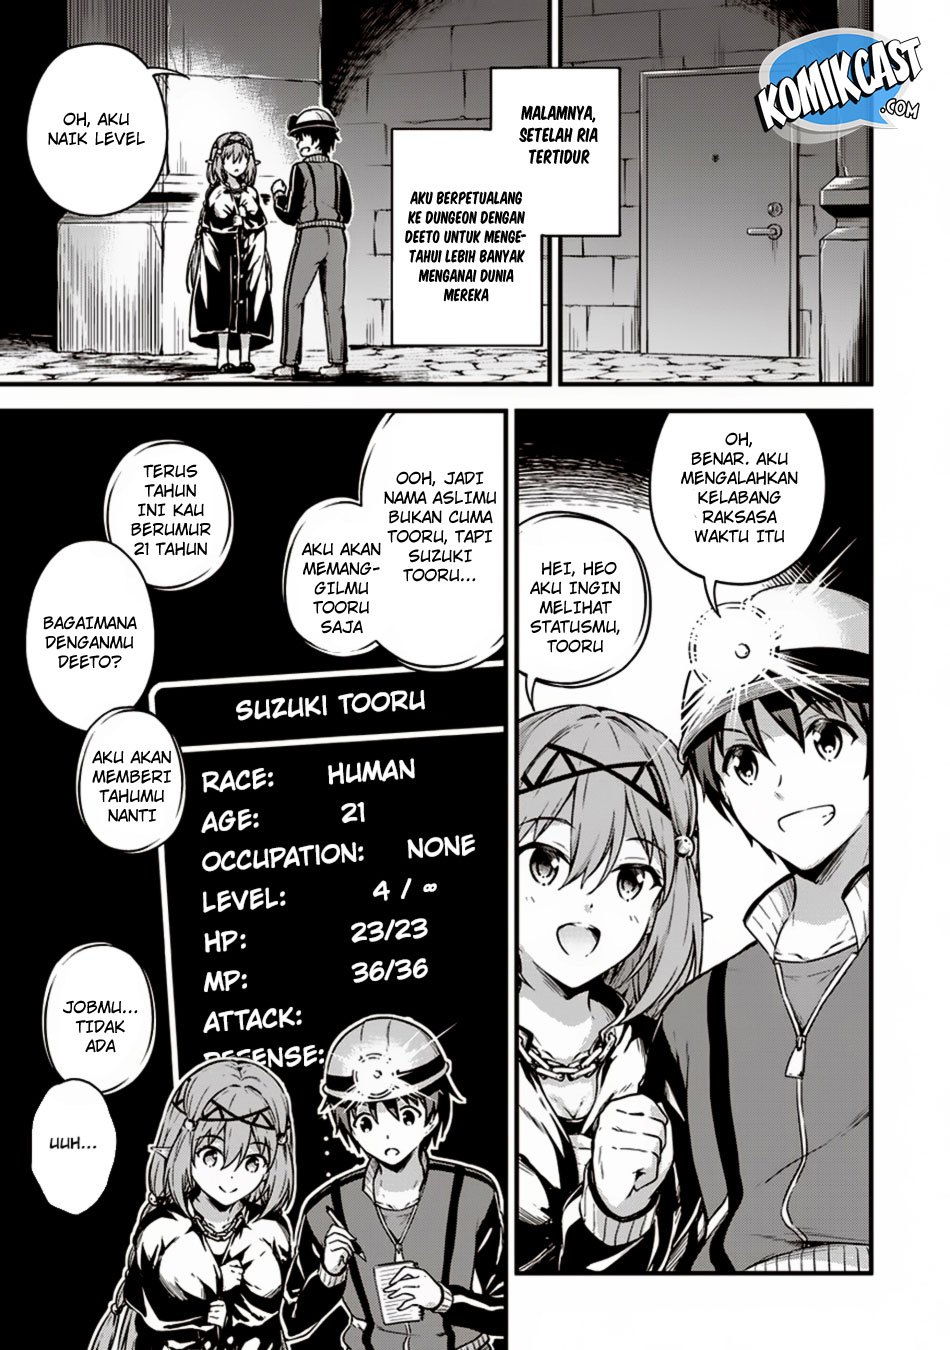 KOMIKCAST
.COM
MALAMNYA,
SETELAH RIA
TERTIDUR
AKU BERPETUALANG
KE DUNGEON DENGAN
DEETO UNTUK MENGE-
TAHUI LEBIH BANYAK
MENGANAI DUNIA
MEREKA
OH, AKU
NAIK LEVEL
OH,
BENAR. AKU
MENGALAHKAN
KELABANG
RAKSASA
WAKTU ITU
HEI, HEO
AKU INGIN
MELIHAT
STATUSMU,
TOORU
OOH, JADI
NAMA ASLIMU
BUKAN CUMA
TOORU, TAPI
SUZUKI
TOORU...
AKU AKAN
MEMANG-
GILMU
TOORU
SAJA
TERUS
TAHUN
INI KAU
BERUMUR
21 TAHUN
BAGAIMANA
DENGANMU
DEETO?
AKU AKAN
MEMBERI
TAHUMU
NANTI
SUZUKI TOORU
RACE: HUMAN
AGE: 21
OCCUPATION: NONE
LEVEL: 4 / ∞
HP: 23/23
MP: 36/36
ATTACK:
DEFENSE:
JOBMU...
TIDAK
ADA
UUH...